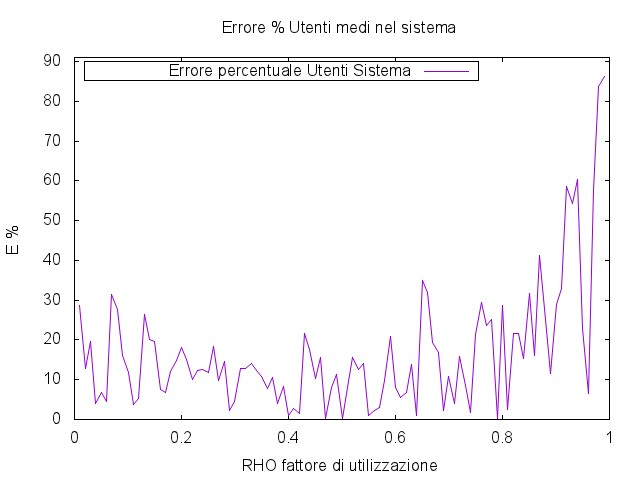 Errore % Utenti medi nel sistema
Errore percentuale Utenti Sistema
90
80
70
60
50
40
30
20
10
0
E %
0 0.2 0.4 0.6 0.8 1
RHO fattore di utilizzazione